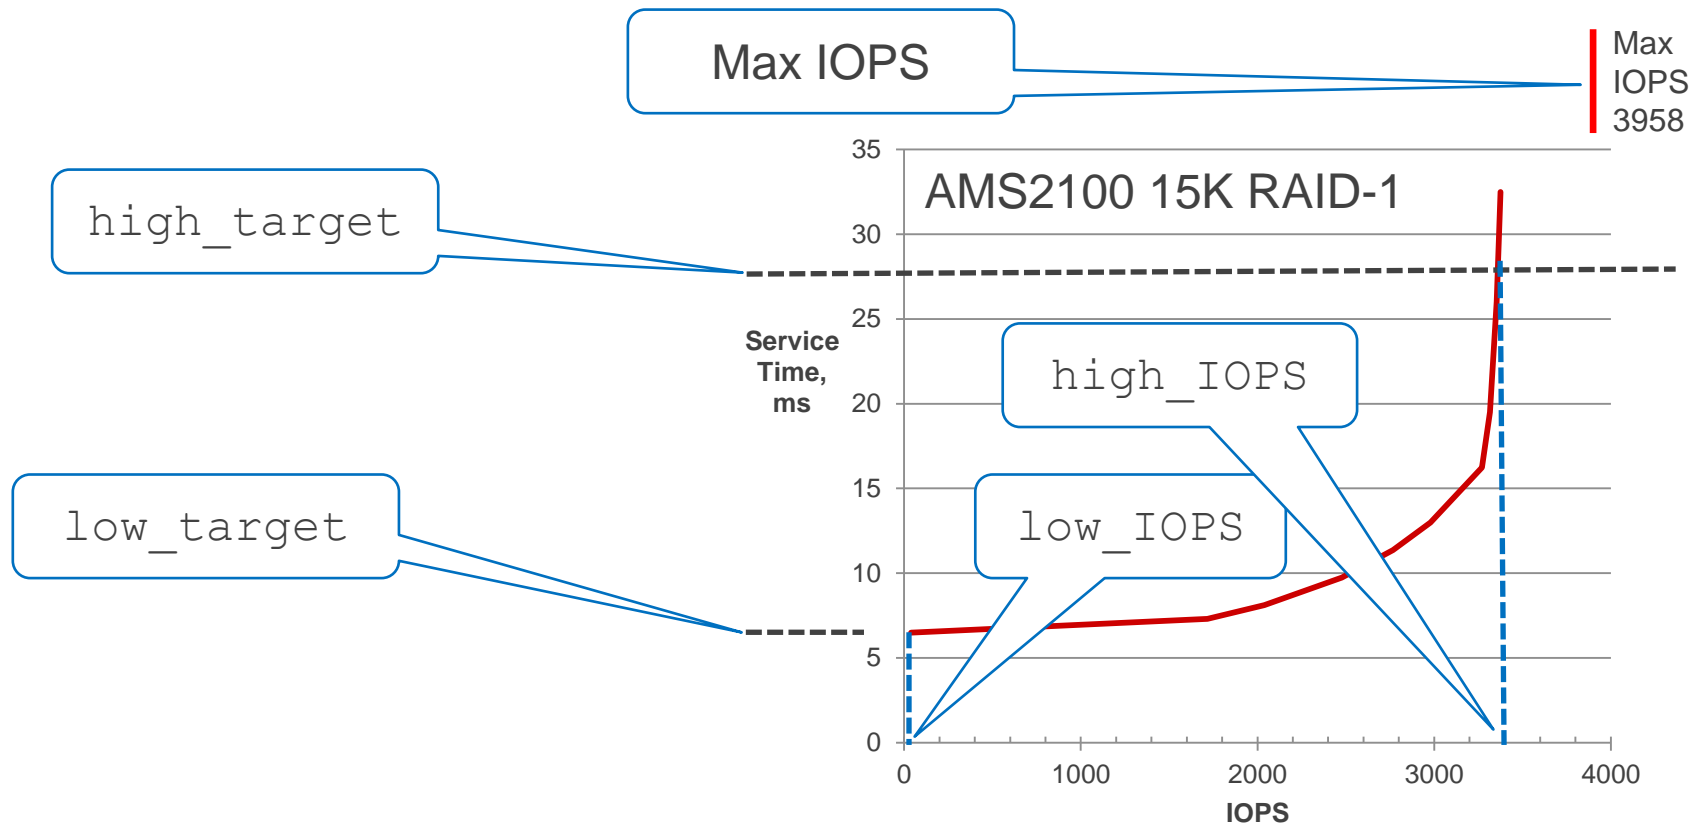 Max IOPS
Max
IOPS
3958
AMS2100 15K RAID-1
high_target
low_target
Service
Time,
ms
high_IOPS
low_IOPS
35
30
25
20
15
10
5
0
0 1000 2000 3000 4000
IOPS